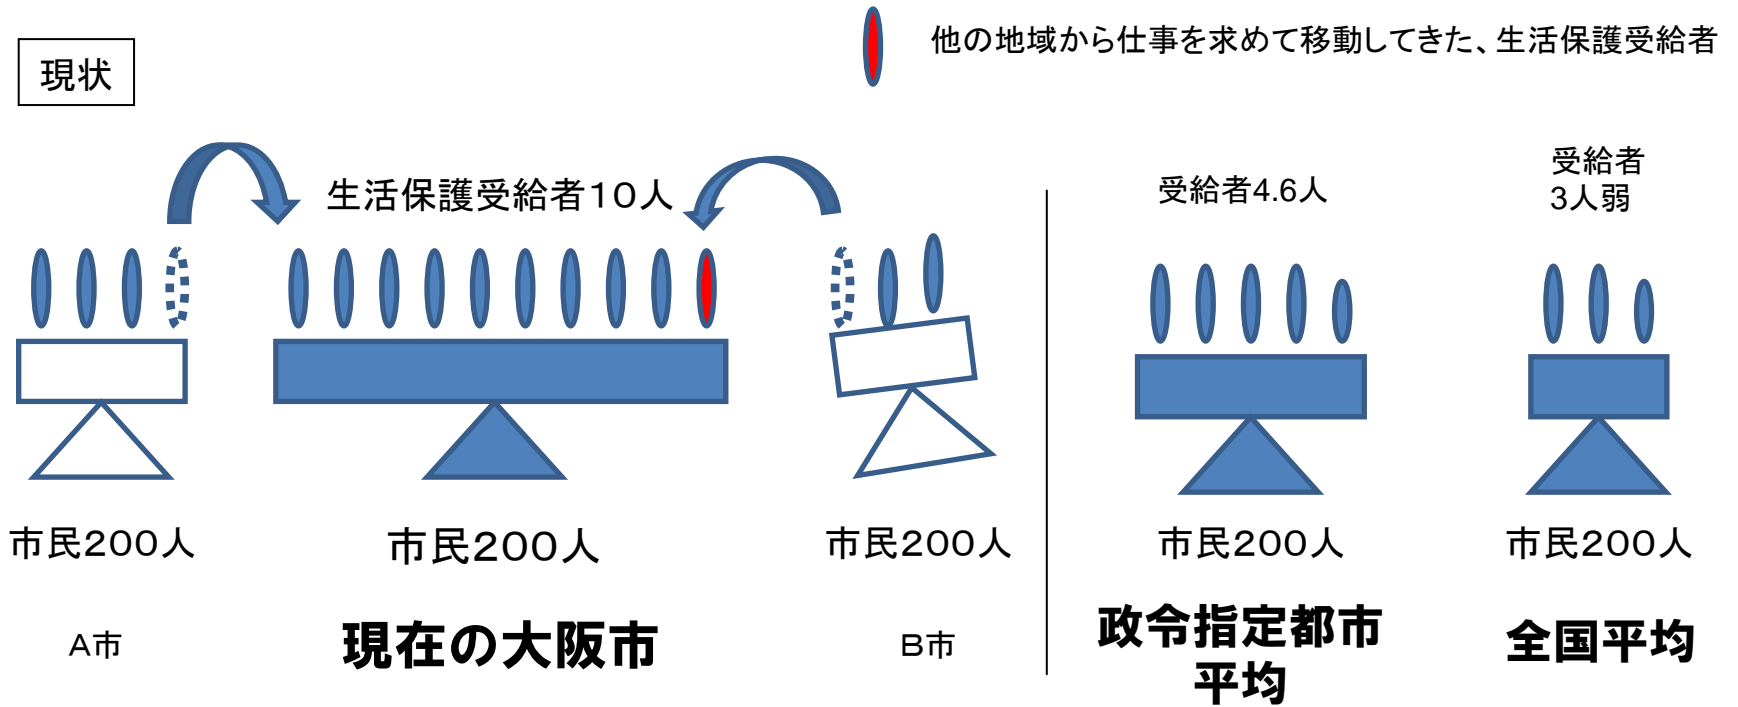 他の地域から仕事を求めて移動してきた、生活保護受給者
現状
生活保護受給者10人
受給者4.6人
受給者
3人弱
市民200人
市民200人
市民200人
市民200人
市民200人
A市
現在の大阪市
B市
政令指定都市
平均
全国平均